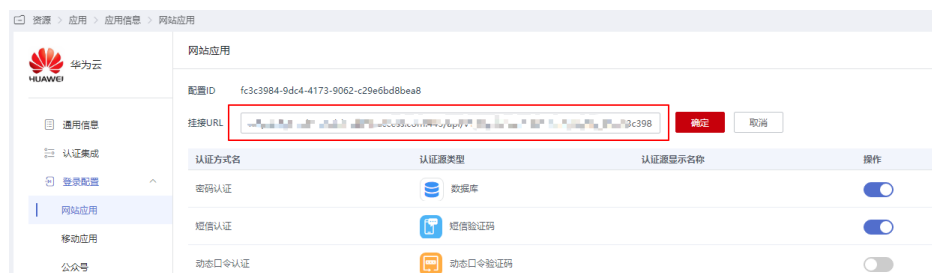 资源 > 应用 > 应用信息 > 网站应用
HUAWEI
华为云
网站应用
配置ID fc3c3984-9dc4-4173-9062-c29e6bd8bea8
挂接URL 3c398 确定 取消
通用信息
认证集成
登录配置
网站应用
移动应用
公众号
认证方式名 认证源类型 认证源显示名称 操作
密码认证 数据库
短信认证 短信验证码
动态口令认证 动态口令验证码